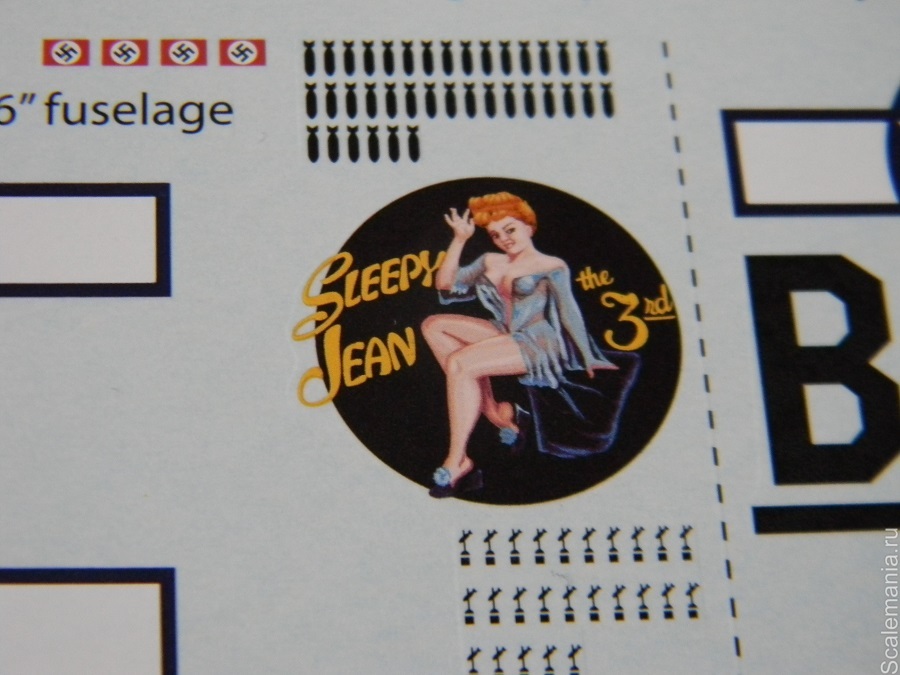 6” fuselage
SLEEPY
JEAN
the
3rd
B
Scalemania.ru